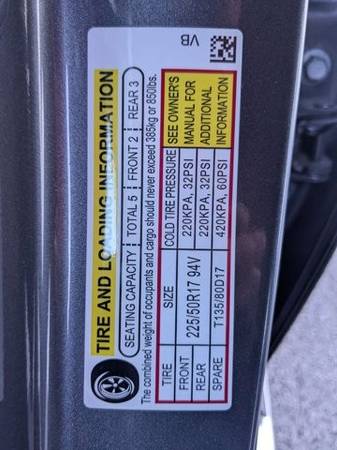 VB
TIRE AND LOADING INFORMATION
SEATING CAPACITY | TOTAL 5 | FRONT 2 | REAR 3
The combined weight of occupants and cargo should never exceed 385kg or 850lbs.
TIRE SIZE COLD TIRE PRESSURE SEE OWNER'S
FRONT 225/50R17 94V 220KPA, 32PSI MANUAL FOR
REAR 220KPA, 32PSI ADDITIONAL
SPARE T135/80D17 420KPA, 60PSI INFORMATION